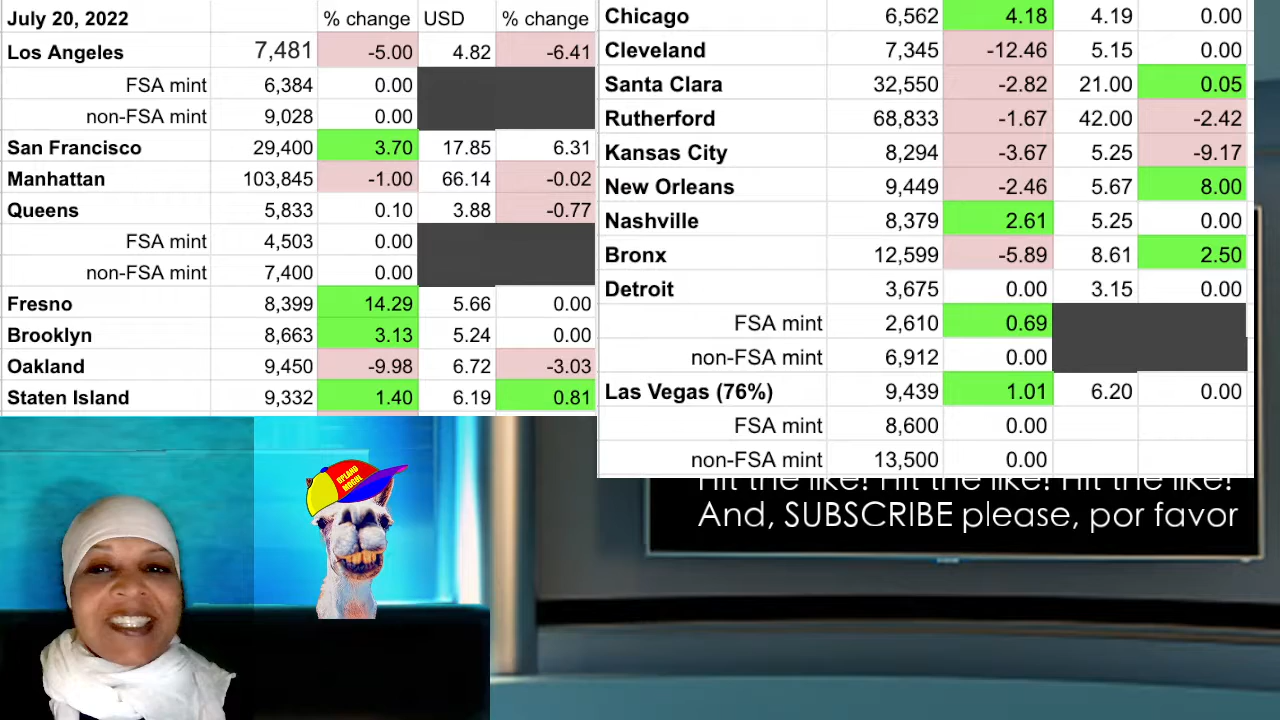 July 20, 2022 % change USD % change
Los Angeles 7,481 -5.00 4.82 -6.41
FSA mint 6,384 0.00
non-FSA mint 9,028 0.00
San Francisco 29,400 3.70 17.85 6.31
Manhattan 103,845 -1.00 66.14 -0.02
Queens 5,833 0.10 3.88 -0.77
FSA mint 4,503 0.00
non-FSA mint 7,400 0.00
Fresno 8,399 14.29 5.66 0.00
Brooklyn 8,663 3.13 5.24 0.00
Oakland 9,450 -9.98 6.72 -3.03
Staten Island 9,332 1.40 6.19 0.81
Chicago 6,562 4.18 4.19 0.00
Cleveland 7,345 -12.46 5.15 0.00
Santa Clara 32,550 -2.82 21.00 0.05
Rutherford 68,833 -1.67 42.00 -2.42
Kansas City 8,294 -3.67 5.25 -9.17
New Orleans 9,449 -2.46 5.67 8.00
Nashville 8,379 2.61 5.25 0.00
Bronx 12,599 -5.89 8.61 2.50
Detroit 3,675 0.00 3.15 0.00
FSA mint 2,610 0.69
non-FSA mint 6,912 0.00
Las Vegas (76%) 9,439 1.01 6.20 0.00
FSA mint 8,600 0.00
non-FSA mint 13,500 0.00
Hit the like! Hit the like! Hit the like!
And, SUBSCRIBE please, por favor
UPLAND
MOGUL